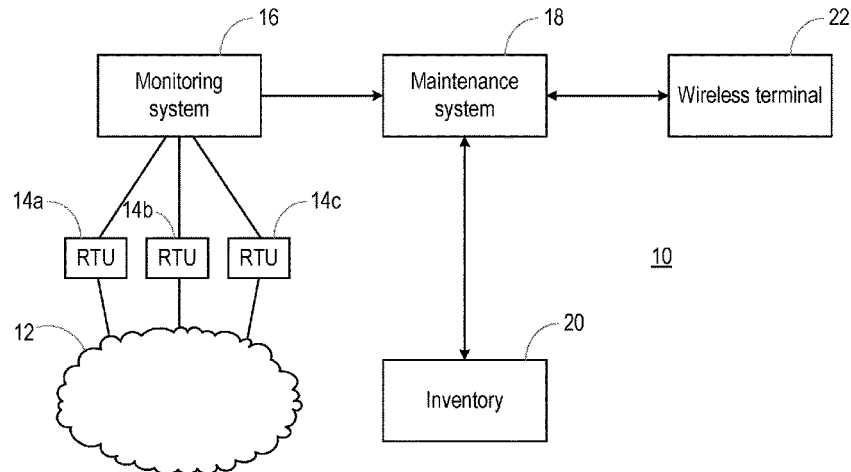 16
18
22
Monitoring
system
Maintenance
system
Wireless terminal
14a
14b
14c
RTU
RTU
RTU
10
12
20
Inventory